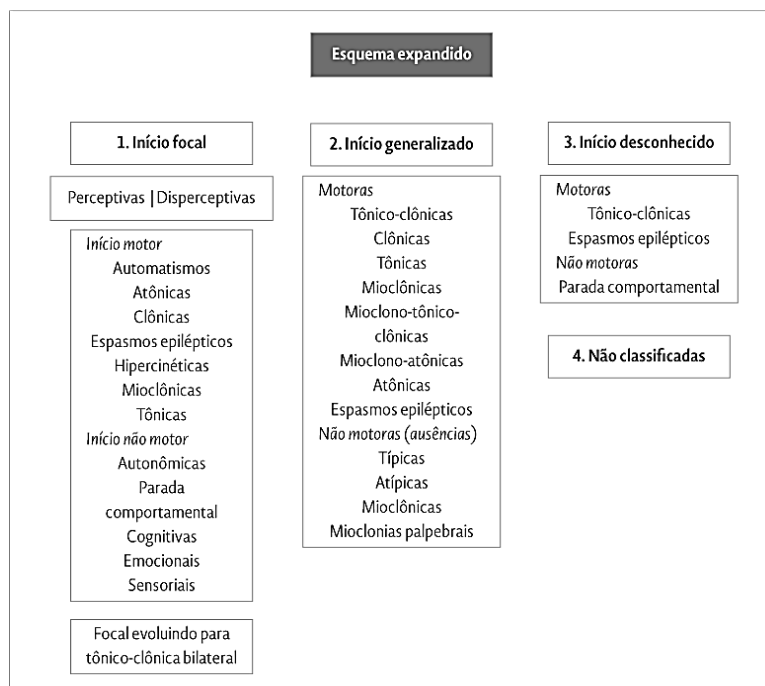 Esquema expandido
1. Início focal
Perceptivas | Disperceptivas
Início motor
Automatismos
Atônicas
Clônicas
Espasmos epilépticos
Hipercinéticas
Mioclônicas
Tônicas
Início não motor
Autonômicas
Parada
comportamental
Cognitivas
Emocionais
Sensoriais
Focal evoluindo para
tônico-clônica bilateral
2. Início generalizado
Motoras
Tônico-clônicas
Clônicas
Tônicas
Mioclônicas
Mioclono-tônico-
clônicas
Mioclono-atônicas
Atônicas
Espasmos epilépticos
Não motoras (ausências)
Típicas
Atípicas
Mioclônicas
Mioclonias palpebrais
3. Início desconhecido
Motoras
Tônico-clônicas
Espasmos epilépticos
Não motoras
Parada comportamental
4. Não classificadas